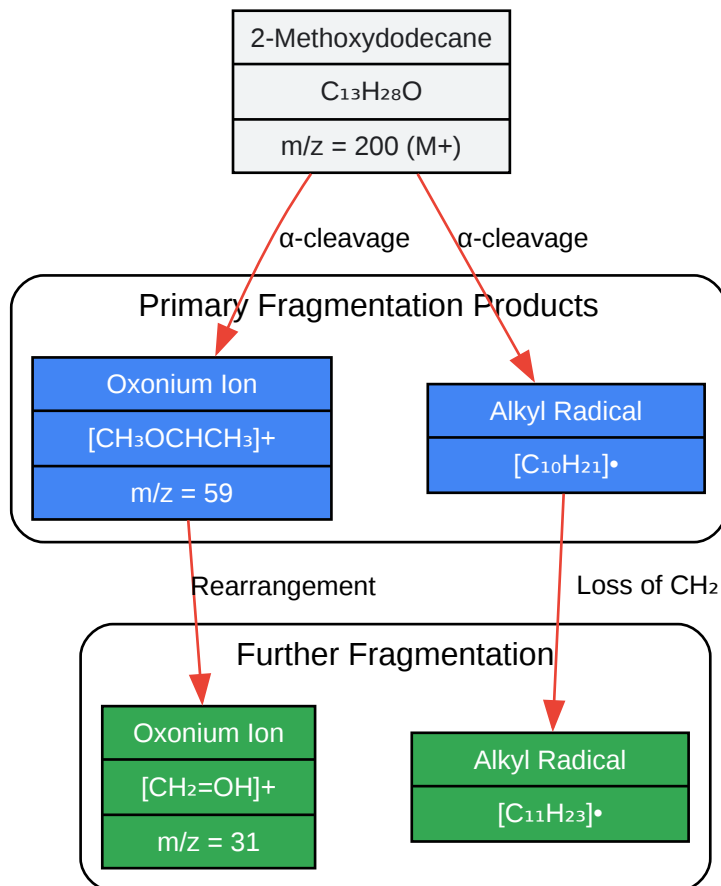 2-Methoxydodecane
C₁₃H₂₈O
m/z = 200 (M+)
α-cleavage
α-cleavage
Primary Fragmentation Products
Oxonium Ion
[CH₃OCHCH₃]+
m/z = 59
Alkyl Radical
[C₁₀H₂₁]•
Rearrangement
Loss of CH₂
Further Fragmentation
Oxonium Ion
[CH₂=OH]+
m/z = 31
Alkyl Radical
[C₁₁H₂₃]•